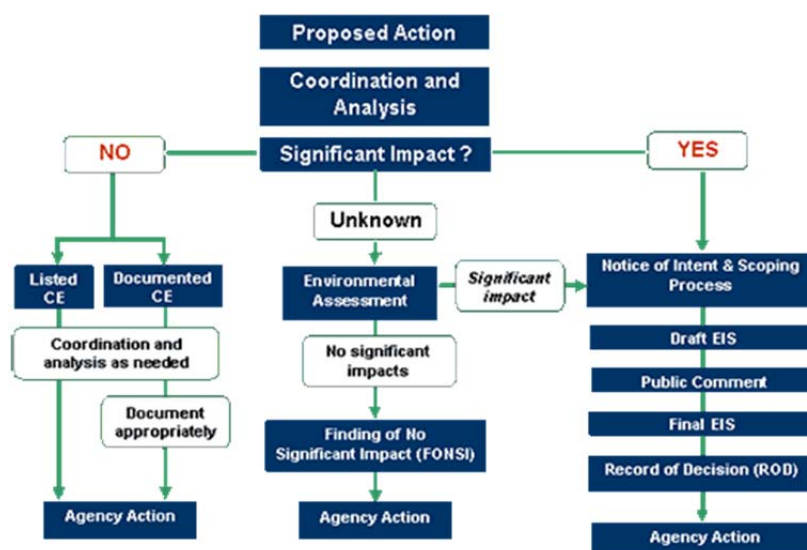 Proposed Action
Coordination and
Analysis
NO
Significant Impact ?
YES
Unknown
Listed
CE
Documented
CE
Environmental
Assessment
Significant
impact
Notice of Intent & Scoping
Process
Coordination and
analysis as needed
No significant
impacts
Draft EIS
Public Comment
Document
appropriately
Final EIS
Finding of No
Significant Impact (FONSI)
Record of Decision (ROD)
Agency Action
Agency Action
Agency Action